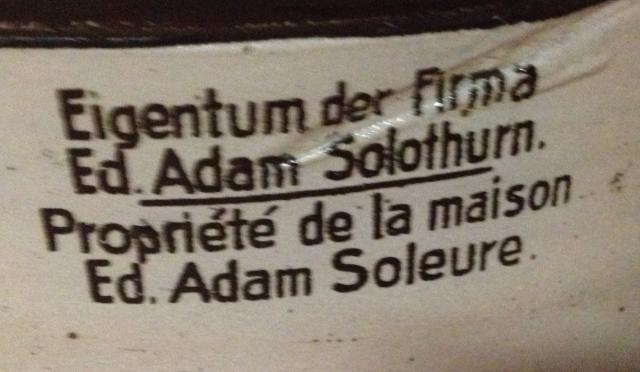 Eigentum der Firma
Ed. Adam Solothurn.
Propriété de la maison
Ed. Adam Soleure.